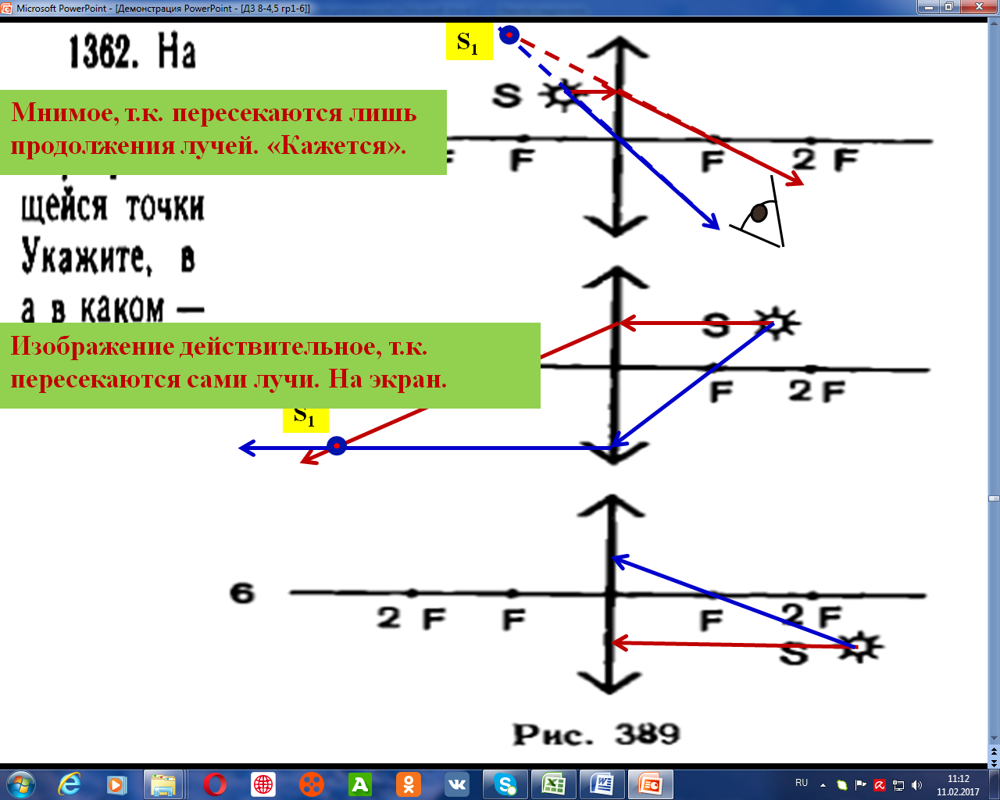 Microsoft PowerPoint - [Демонстрация PowerPoint - [ДЗ 8-4,5 гр1-6]]
1362. На
S₁
S
Мнимое, т.к. пересекаются лишь
продолжения лучей. «Кажется».
F F 2 F
щейся точки
Укажите, в
а в каком —
S
Изображение действительное, т.к.
пересекаются сами лучи. На экран.
F 2 F
S₁
6
2 F F F 2 F
S
Рис. 389
RU
11:12
11.02.2017